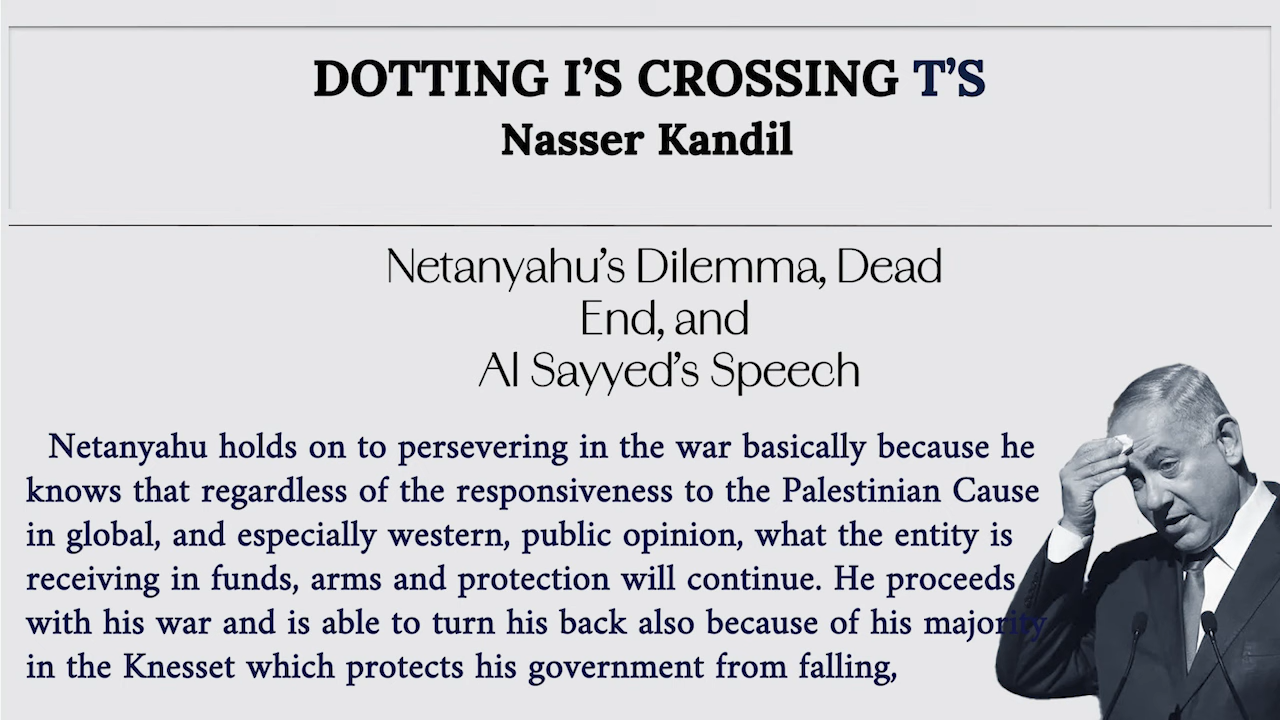 DOTTING I'S CROSSING T'S
Nasser Kandil
Netanyahu's Dilemma, Dead
End, and
Al Sayyed's Speech
Netanyahu holds on to persevering in the war basically because he
knows that regardless of the responsiveness to the Palestinian Cause
in global, and especially western, public opinion, what the entity is
receiving in funds, arms and protection will continue. He proceeds
with his war and is able to turn his back also because of his majority
in the Knesset which protects his government from falling,